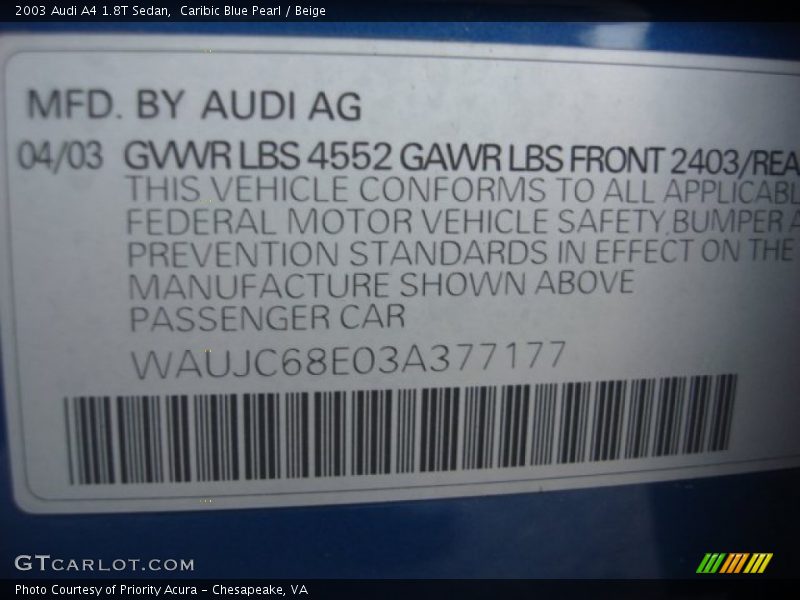 2003 Audi A4 1.8T Sedan,  Caribic Blue Pearl / Beige
MFD. BY AUDI AG
04/03 GVWR LBS 4552 GAWR LBS FRONT 2403/REA
THIS VEHICLE CONFORMS TO ALL APPLICABL
FEDERAL MOTOR VEHICLE SAFETY, BUMPER A
PREVENTION STANDARDS IN EFFECT ON THE
MANUFACTURE SHOWN ABOVE
PASSENGER CAR
WAUJC68E03A377177
GTCARLOT.COM
Photo Courtesy of Priority Acura - Chesapeake, VA